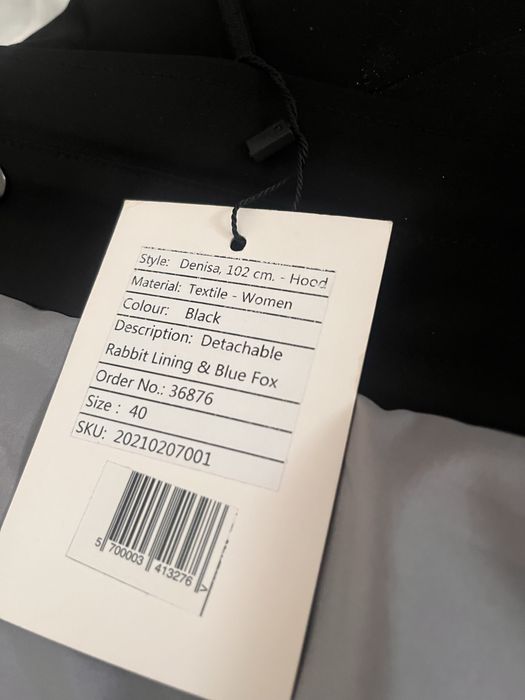 Style: Denisa, 102 cm. - Hood
Material: Textile - Women
Colour: Black
Description: Detachable
Rabbit Lining & Blue Fox
Order No.: 36876
Size : 40
SKU: 20210207001
5 700003 413276 >